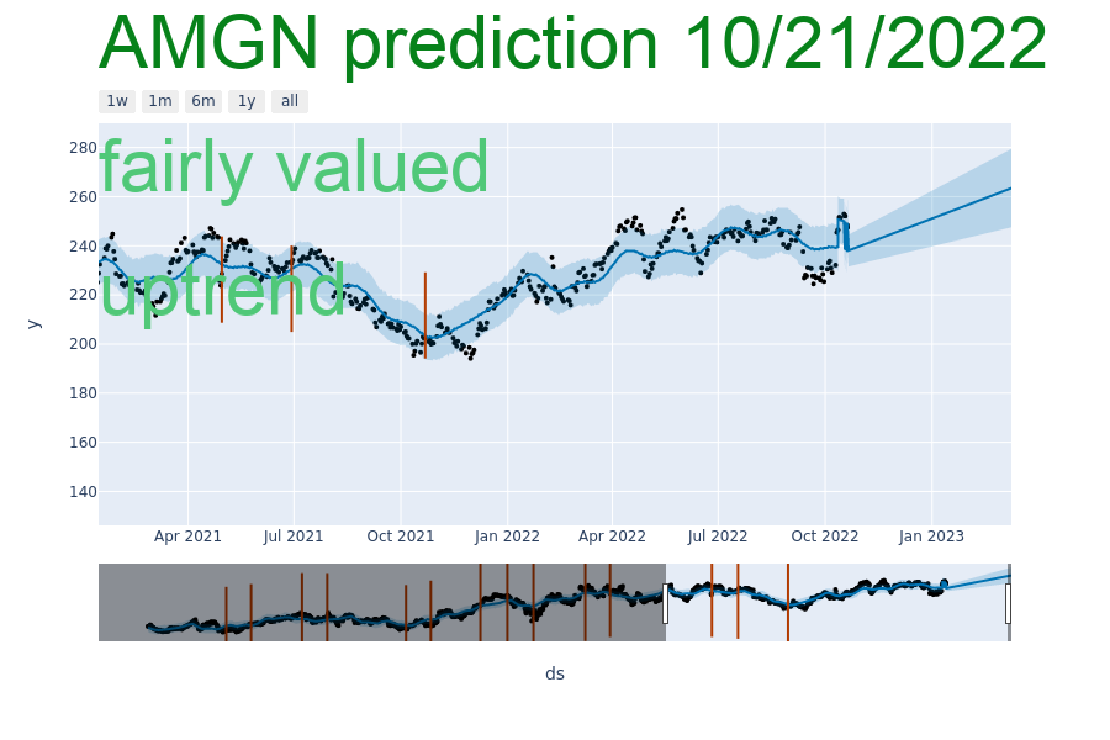 AMGN prediction 10/21/2022
1w 1m 6m 1y all
fairly valued
uptrend
280
260
240
220
200
180
160
140
y
Apr 2021 Jul 2021 Oct 2021 Jan 2022 Apr 2022 Jul 2022 Oct 2022 Jan 2023
ds